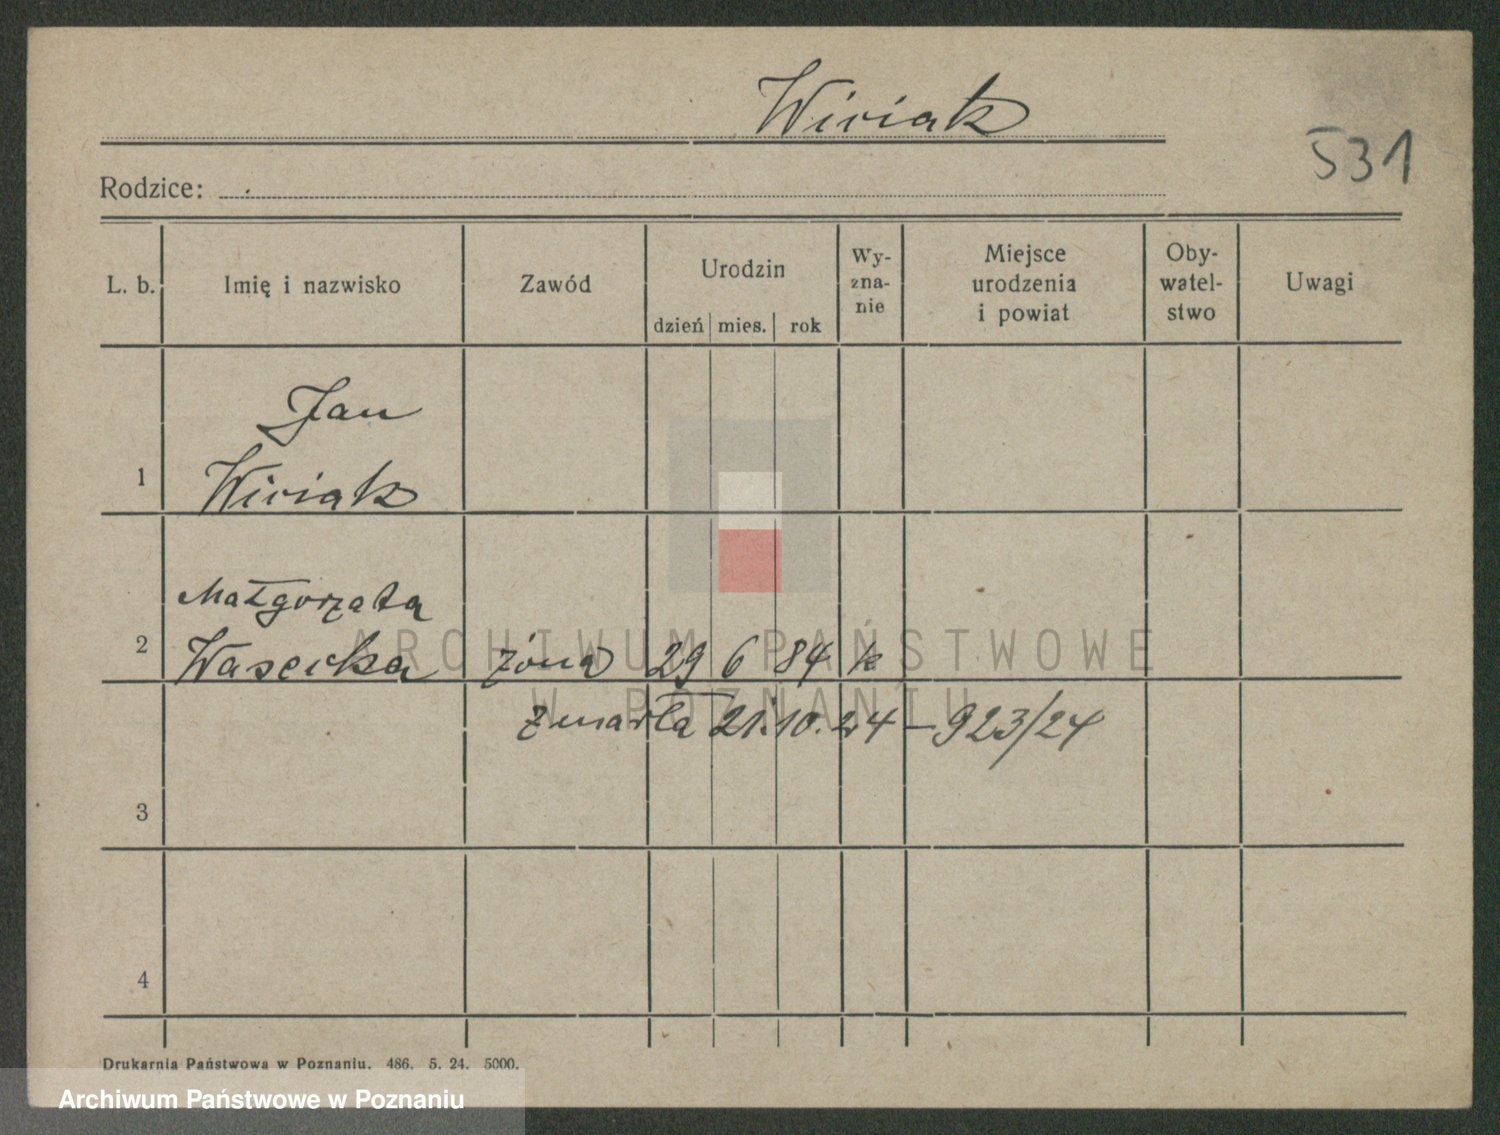 Wiviak
531
Rodzice:
L. b. Imię i nazwisko Zawód Urodzin dzień mies. rok Wy-zna-nie Miejsce urodzenia i powiat Oby-watel-stwo Uwagi
Jan
1 Wiviak
Małgorzata
2 Wasecka żona 29 6 84 k
ARCHIWUM PAŃSTWOWE
W POZNANIU
zmarła 21.10.24 – 923/24
3
4
Drukarnia Państwowa w Poznaniu. 486. 5. 24. 5000.
Archiwum Państwowe w Poznaniu